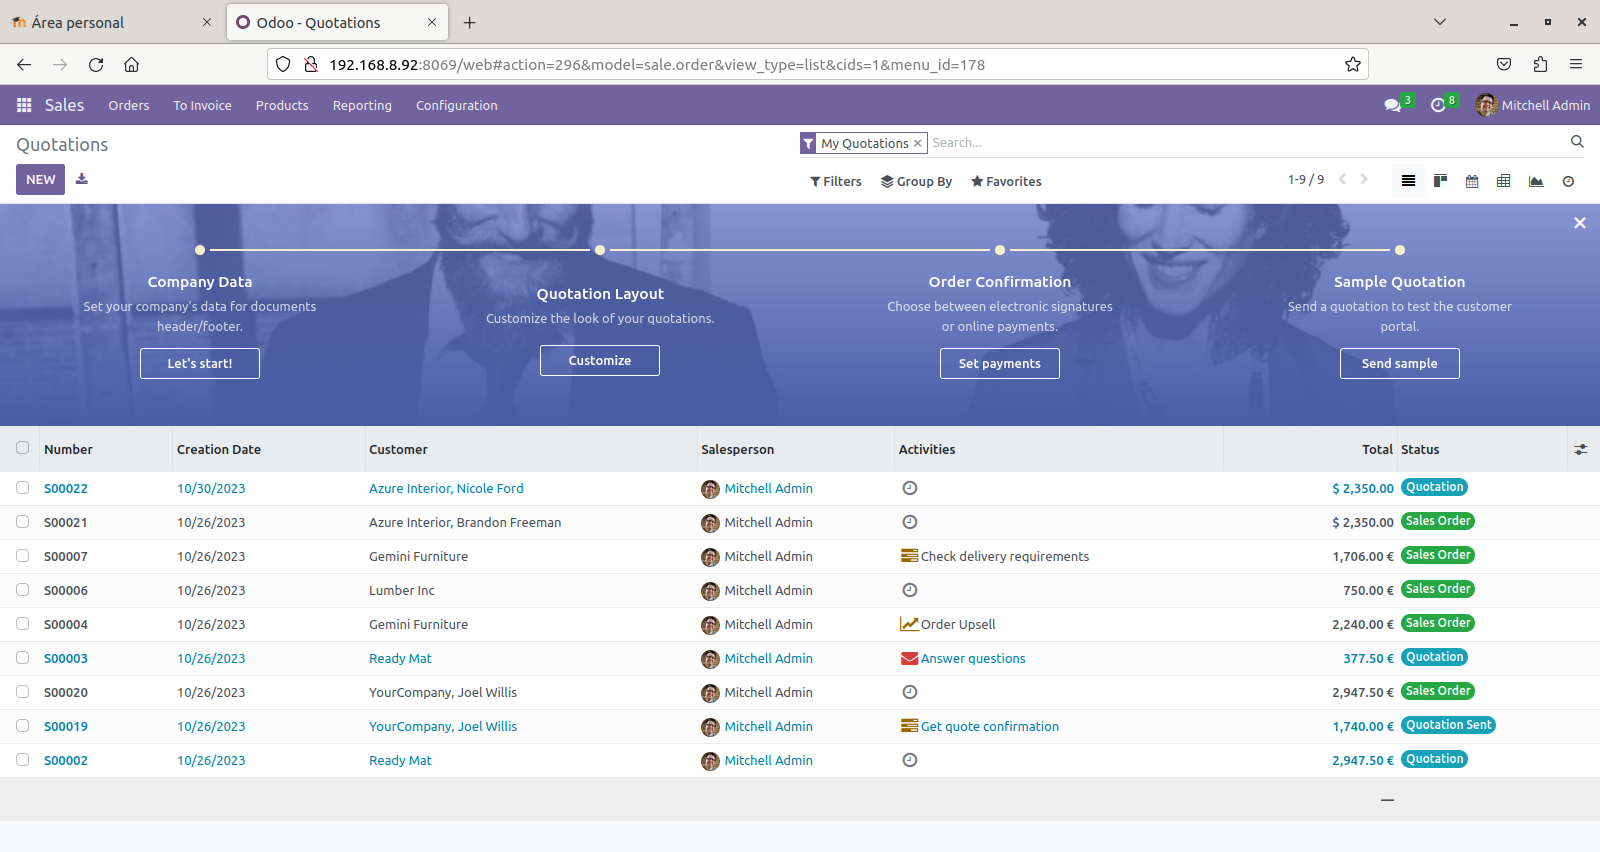 Área personal
Odoo - Quotations
192.168.8.92:8069/web#action=296&model=sale.order&view_type=list&cids=1&menu_id=178
Sales Orders To Invoice Products Reporting Configuration 3 8 Mitchell Admin
Quotations
My Quotations Search...
NEW
Filters Group By Favorites 1-9 / 9
Company Data
Set your company's data for documents
header/footer.
Let's start!
Quotation Layout
Customize the look of your quotations.
Customize
Order Confirmation
Choose between electronic signatures
or online payments.
Set payments
Sample Quotation
Send a quotation to test the customer
portal.
Send sample
Number Creation Date Customer Salesperson Activities Total Status
S00022 10/30/2023 Azure Interior, Nicole Ford Mitchell Admin $ 2,350.00 Quotation
S00021 10/26/2023 Azure Interior, Brandon Freeman Mitchell Admin $ 2,350.00 Sales Order
S00007 10/26/2023 Gemini Furniture Mitchell Admin Check delivery requirements 1,706.00 € Sales Order
S00006 10/26/2023 Lumber Inc Mitchell Admin 750.00 € Sales Order
S00004 10/26/2023 Gemini Furniture Mitchell Admin Order Upsell 2,240.00 € Sales Order
S00003 10/26/2023 Ready Mat Mitchell Admin Answer questions 377.50 € Quotation
S00020 10/26/2023 YourCompany, Joel Willis Mitchell Admin 2,947.50 € Sales Order
S00019 10/26/2023 YourCompany, Joel Willis Mitchell Admin Get quote confirmation 1,740.00 € Quotation Sent
S00002 10/26/2023 Ready Mat Mitchell Admin 2,947.50 € Quotation
—